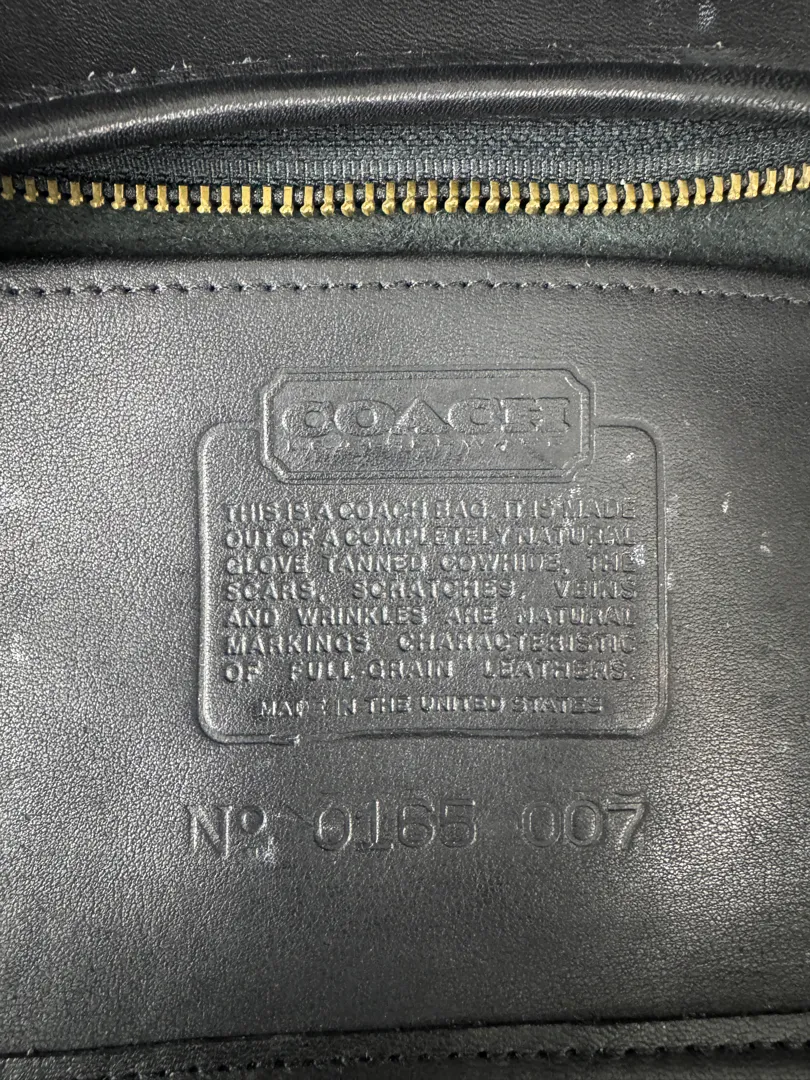 COACH
THIS IS A COACH BAG. IT IS MADE
OUT OF A COMPLETELY NATURAL
GLOVE TANNED COWHIDE, THE
SCARS, SCRATCHES, VEINS
AND WRINKLES ARE NATURAL
MARKINGS CHARACTERISTIC
OF FULL-GRAIN LEATHERS.
MADE IN THE UNITED STATES
Nº 0165 007